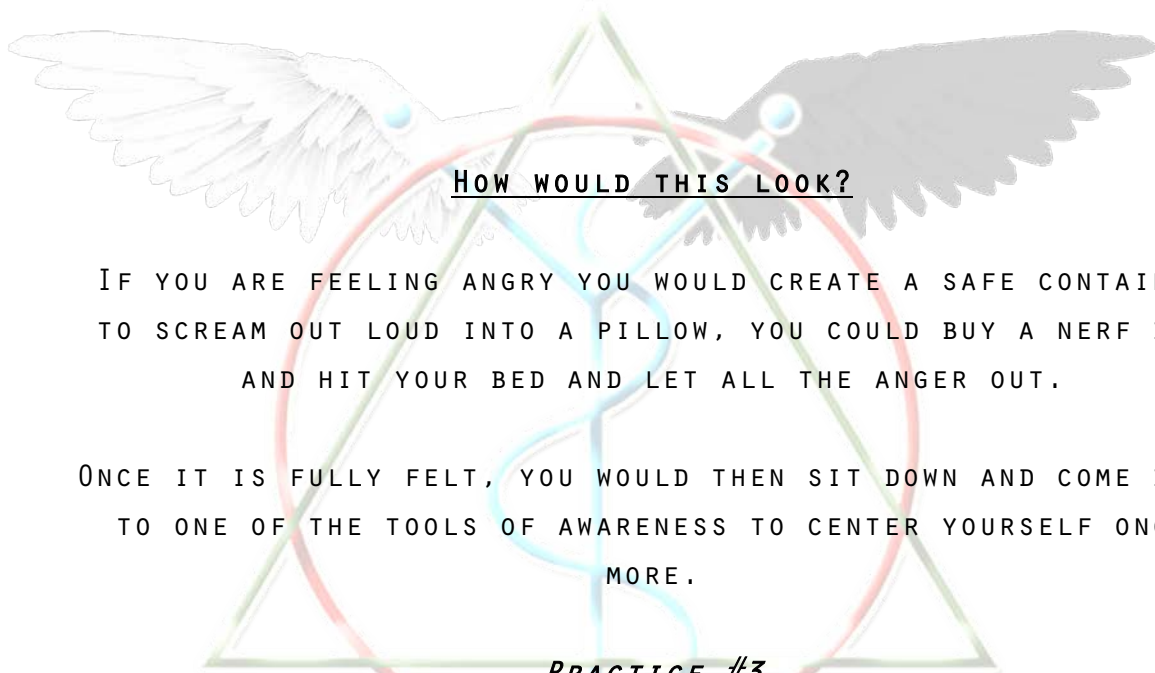 HOW WOULD THIS LOOK?
IF YOU ARE FEELING ANGRY YOU WOULD CREATE A SAFE
TO SCREAM OUT LOUD INTO A PILLOW, YOU COULD BUY A NERF
AND HIT YOUR BED AND LET ALL THE ANGER OUT.
ONCE IT IS FULLY FELT, YOU WOULD THEN SIT DOWN AND COME
TO ONE OF THE TOOLS OF AWARENESS TO CENTER YOURSELF
MORE.
PRACTICE #3